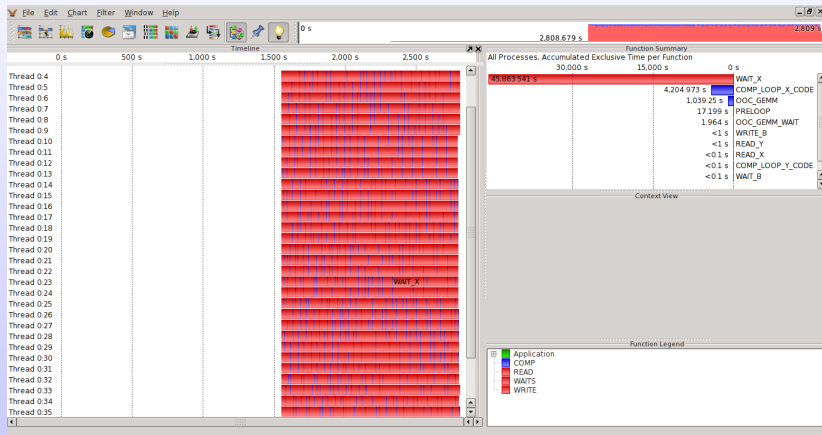 File Edit Chart Filter Window Help
0 s
2,808.679 s
2,809 s
Timeline
0 s 500 s 1,000 s 1,500 s 2,000 s 2,500 s
Thread 0:4
Thread 0:5
Thread 0:6
Thread 0:7
Thread 0:8
Thread 0:9
Thread 0:10
Thread 0:11
Thread 0:12
Thread 0:13
Thread 0:14
Thread 0:15
Thread 0:16
Thread 0:17
Thread 0:18
Thread 0:19
Thread 0:20
Thread 0:21
Thread 0:22
Thread 0:23 WAIT_X
Thread 0:24
Thread 0:25
Thread 0:26
Thread 0:27
Thread 0:28
Thread 0:29
Thread 0:30
Thread 0:31
Thread 0:32
Thread 0:33
Thread 0:34
Thread 0:35
Function Summary
All Processes, Accumulated Exclusive Time per Function
30,000 s 15,000 s 0 s
45,863.541 s WAIT_X
4,204.973 s COMP_LOOP_X_CODE
1,039.25 s OOC_GEMM
17.199 s PRELOOP
1.964 s OOC_GEMM_WAIT
<1 s WRITE_B
<1 s READ_Y
<0.1 s READ_X
<0.1 s COMP_LOOP_Y_CODE
<0.1 s WAIT_B
Context View
Function Legend
Application
COMP
READ
WAITS
WRITE